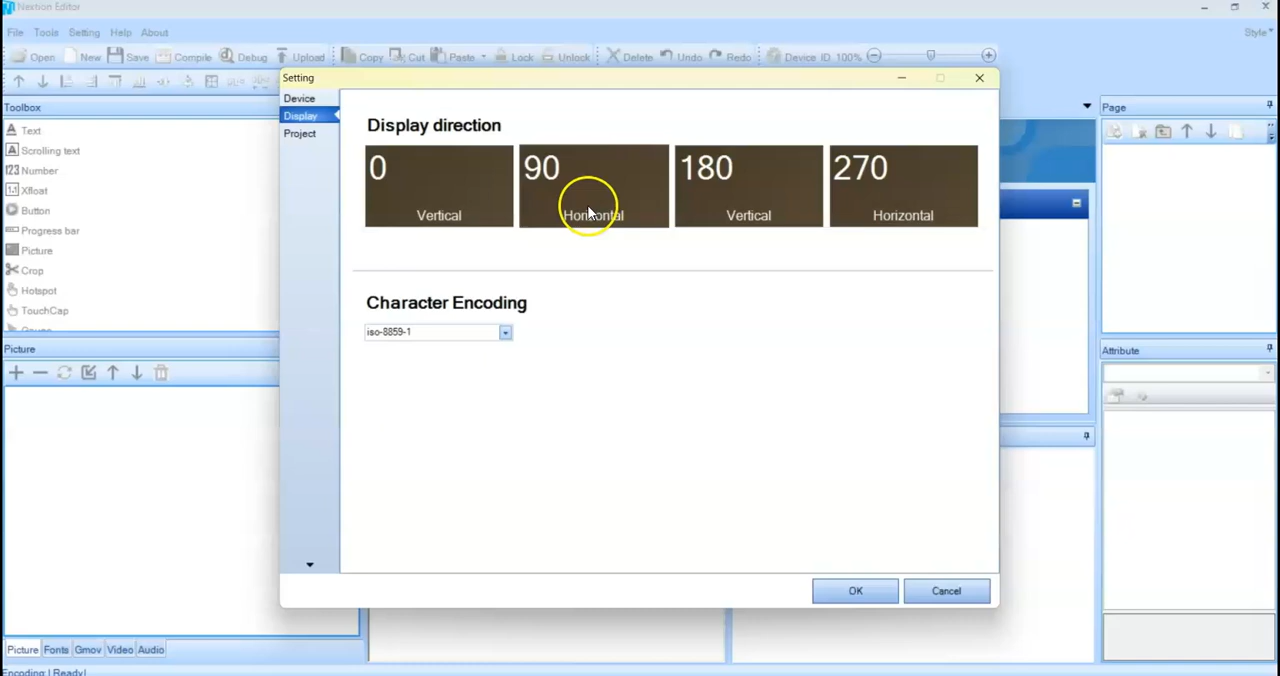 Nextion Editor
File Tools Setting Help About
Style
Open New Save Compile Debug Upload Copy Cut Paste Lock Unlock Delete Undo Redo Device ID 100%
Setting
Toolbox
Device
Display
Project
Page
Text
Scrolling text
Number
Xfloat
Button
Progress bar
Picture
Crop
Hotspot
TouchCap
Display direction
0
Vertical
90
Horizontal
180
Vertical
270
Horizontal
Character Encoding
iso-8859-1
Picture
Attribute
OK Cancel
Picture Fonts Gmov Video Audio
Encoding: | Ready!